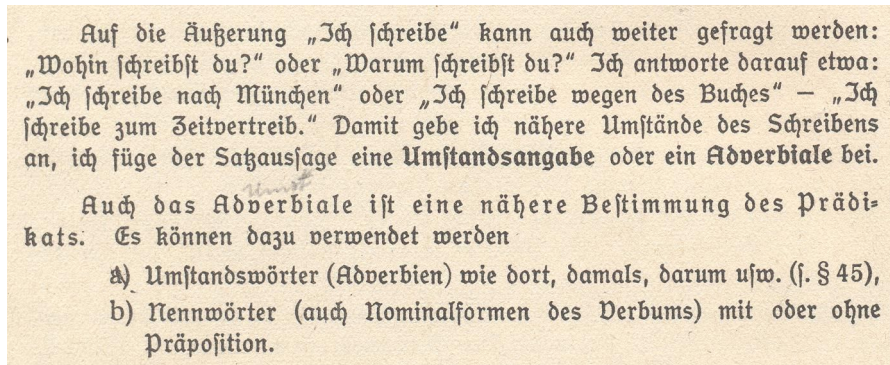 Auf die Äußerung „Ich schreibe“ kann auch weiter gefragt werden:
„Wohin schreibst du?“ oder „Warum schreibst du?“ Ich antworte darauf etwa:
„Ich schreibe nach München“ oder „Ich schreibe wegen des Buches“ – „Ich
schreibe zum Zeitvertreib.“ Damit gebe ich nähere Umstände des Schreibens
an, ich füge der Satzaussage eine Umstandsangabe oder ein Adverbiale bei.
Umst
Auch das Adverbiale ist eine nähere Bestimmung des Prädi-
kats. Es können dazu verwendet werden
a) Umstandswörter (Adverbien) wie dort, damals, darum usw. (s. § 45),
b) Nennwörter (auch Nominalformen des Verbums) mit oder ohne
Präposition.